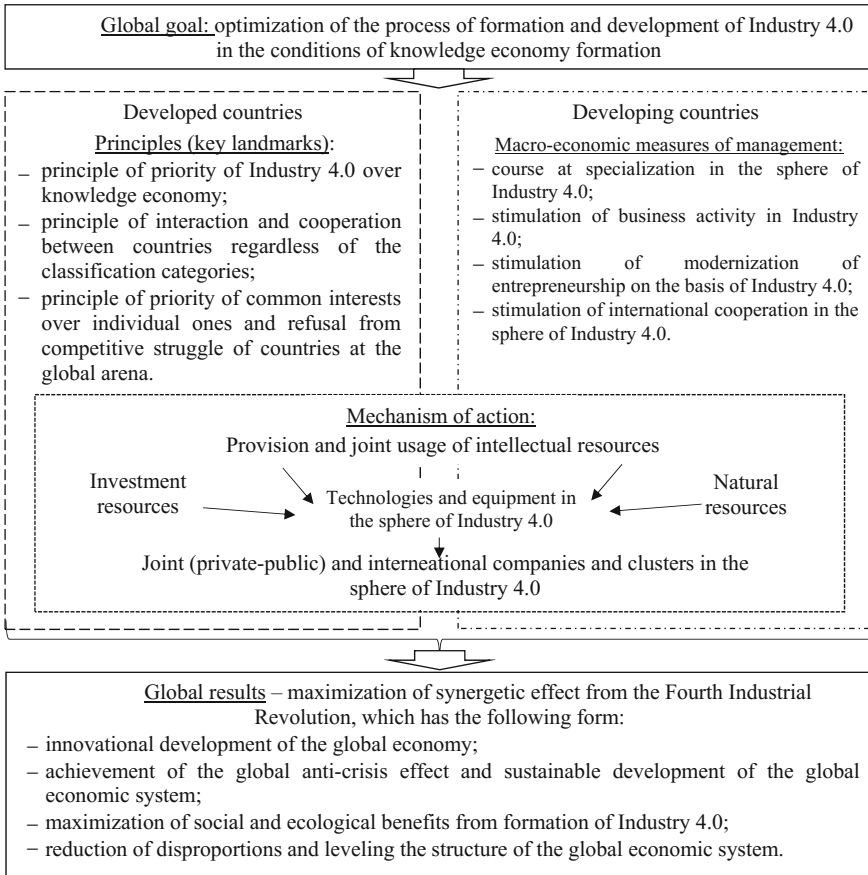 Global goal: optimization of the process of formation and development of Industry 4.0
in the conditions of knowledge economy formation
Developed countries
Principles (key landmarks):
– principle of priority of Industry 4.0 over
knowledge economy;
– principle of interaction and cooperation
between countries regardless of the
classification categories;
– principle of priority of common interests
over individual ones and refusal from
competitive struggle of countries at the
global arena.
Developing countries
Macro-economic measures of management:
– course at specialization in the sphere of
Industry 4.0;
– stimulation of business activity in Industry
4.0;
– stimulation of modernization of
entrepreneurship on the basis of Industry 4.0;
– stimulation of international cooperation in the
sphere of Industry 4.0.
Mechanism of action:
Provision and joint usage of intellectual resources
Investment
resources
Technologies and equipment in
the sphere of Industry 4.0
Natural
resources
Joint (private-public) and interneational companies and clusters in the
sphere of Industry 4.0
Global results – maximization of synergetic effect from the Fourth Industrial
Revolution, which has the following form:
– innovational development of the global economy;
– achievement of the global anti-crisis effect and sustainable development of the global
economic system;
– maximization of social and ecological benefits from formation of Industry 4.0;
– reduction of disproportions and leveling the structure of the global economic system.